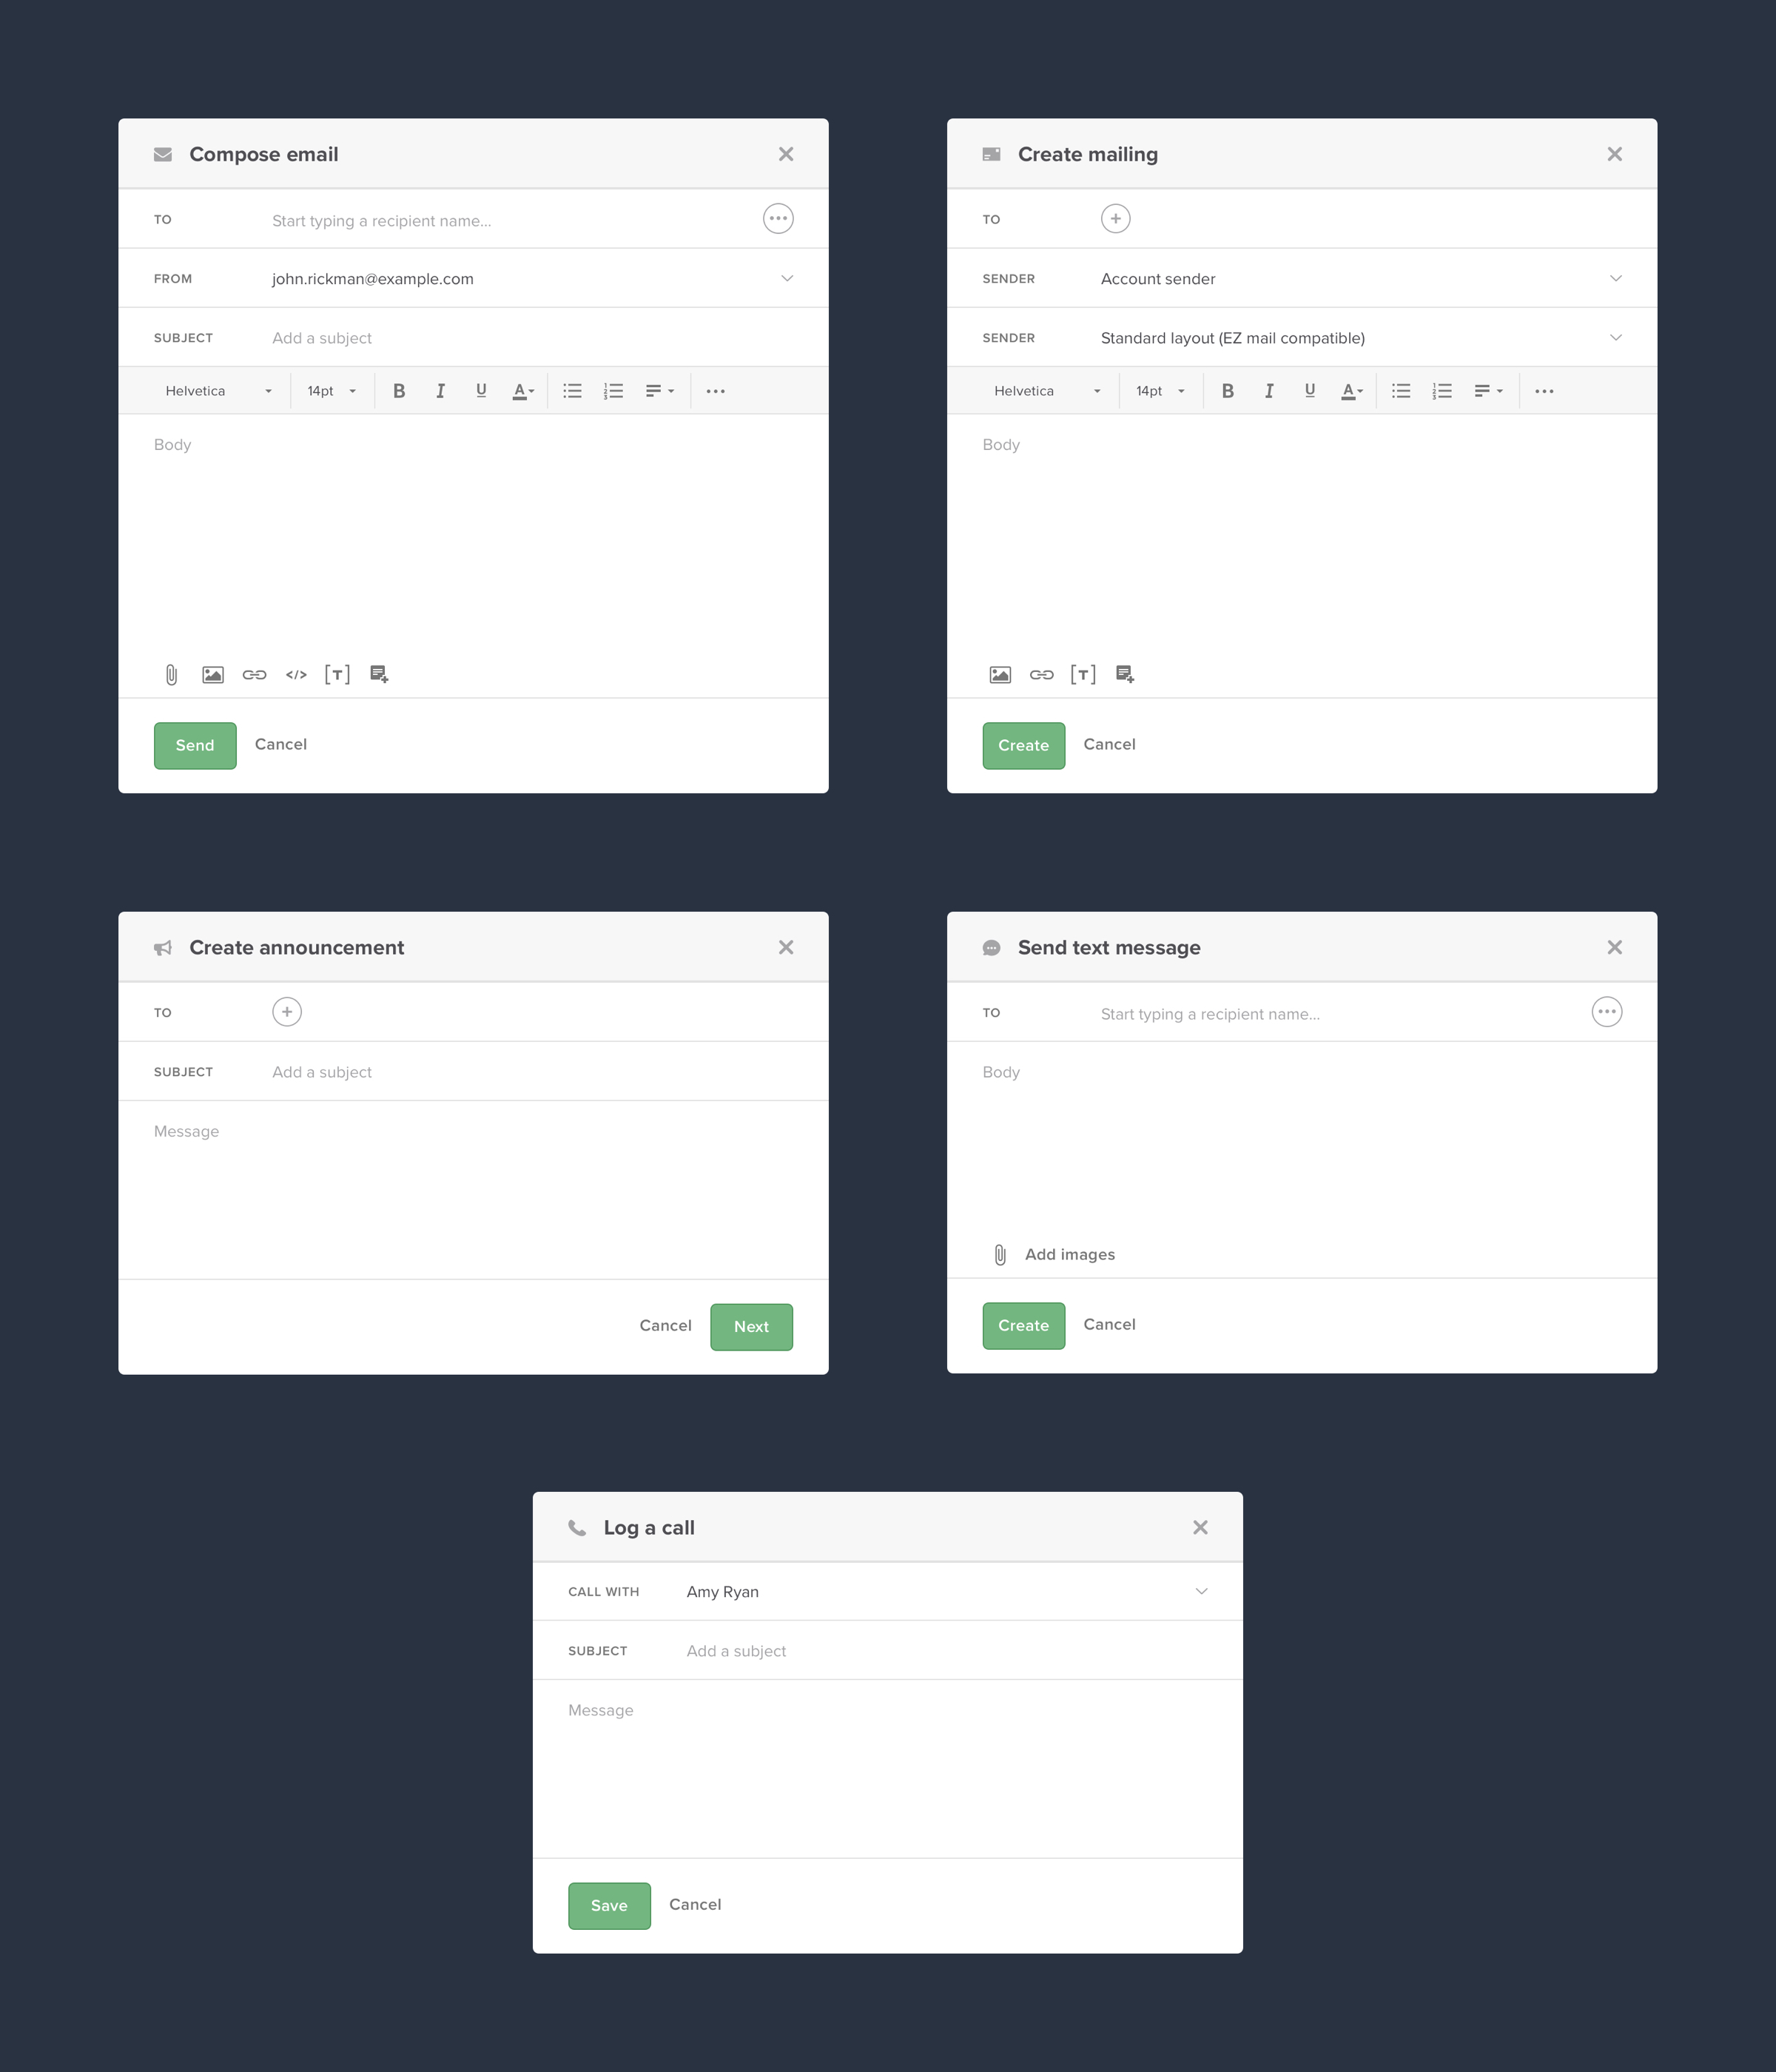 Compose email
TO Start typing a recipient name...
FROM john.rickman@example.com
SUBJECT Add a subject
Helvetica 14pt B I U A
Body
[T]
Send Cancel
Create mailing
TO
SENDER Account sender
SENDER Standard layout (EZ mail compatible)
Helvetica 14pt B I U A
Body
[T]
Create Cancel
Create announcement
TO
SUBJECT Add a subject
Message
Cancel Next
Send text message
TO Start typing a recipient name...
Body
Add images
Create Cancel
Log a call
CALL WITH Amy Ryan
SUBJECT Add a subject
Message
Save Cancel